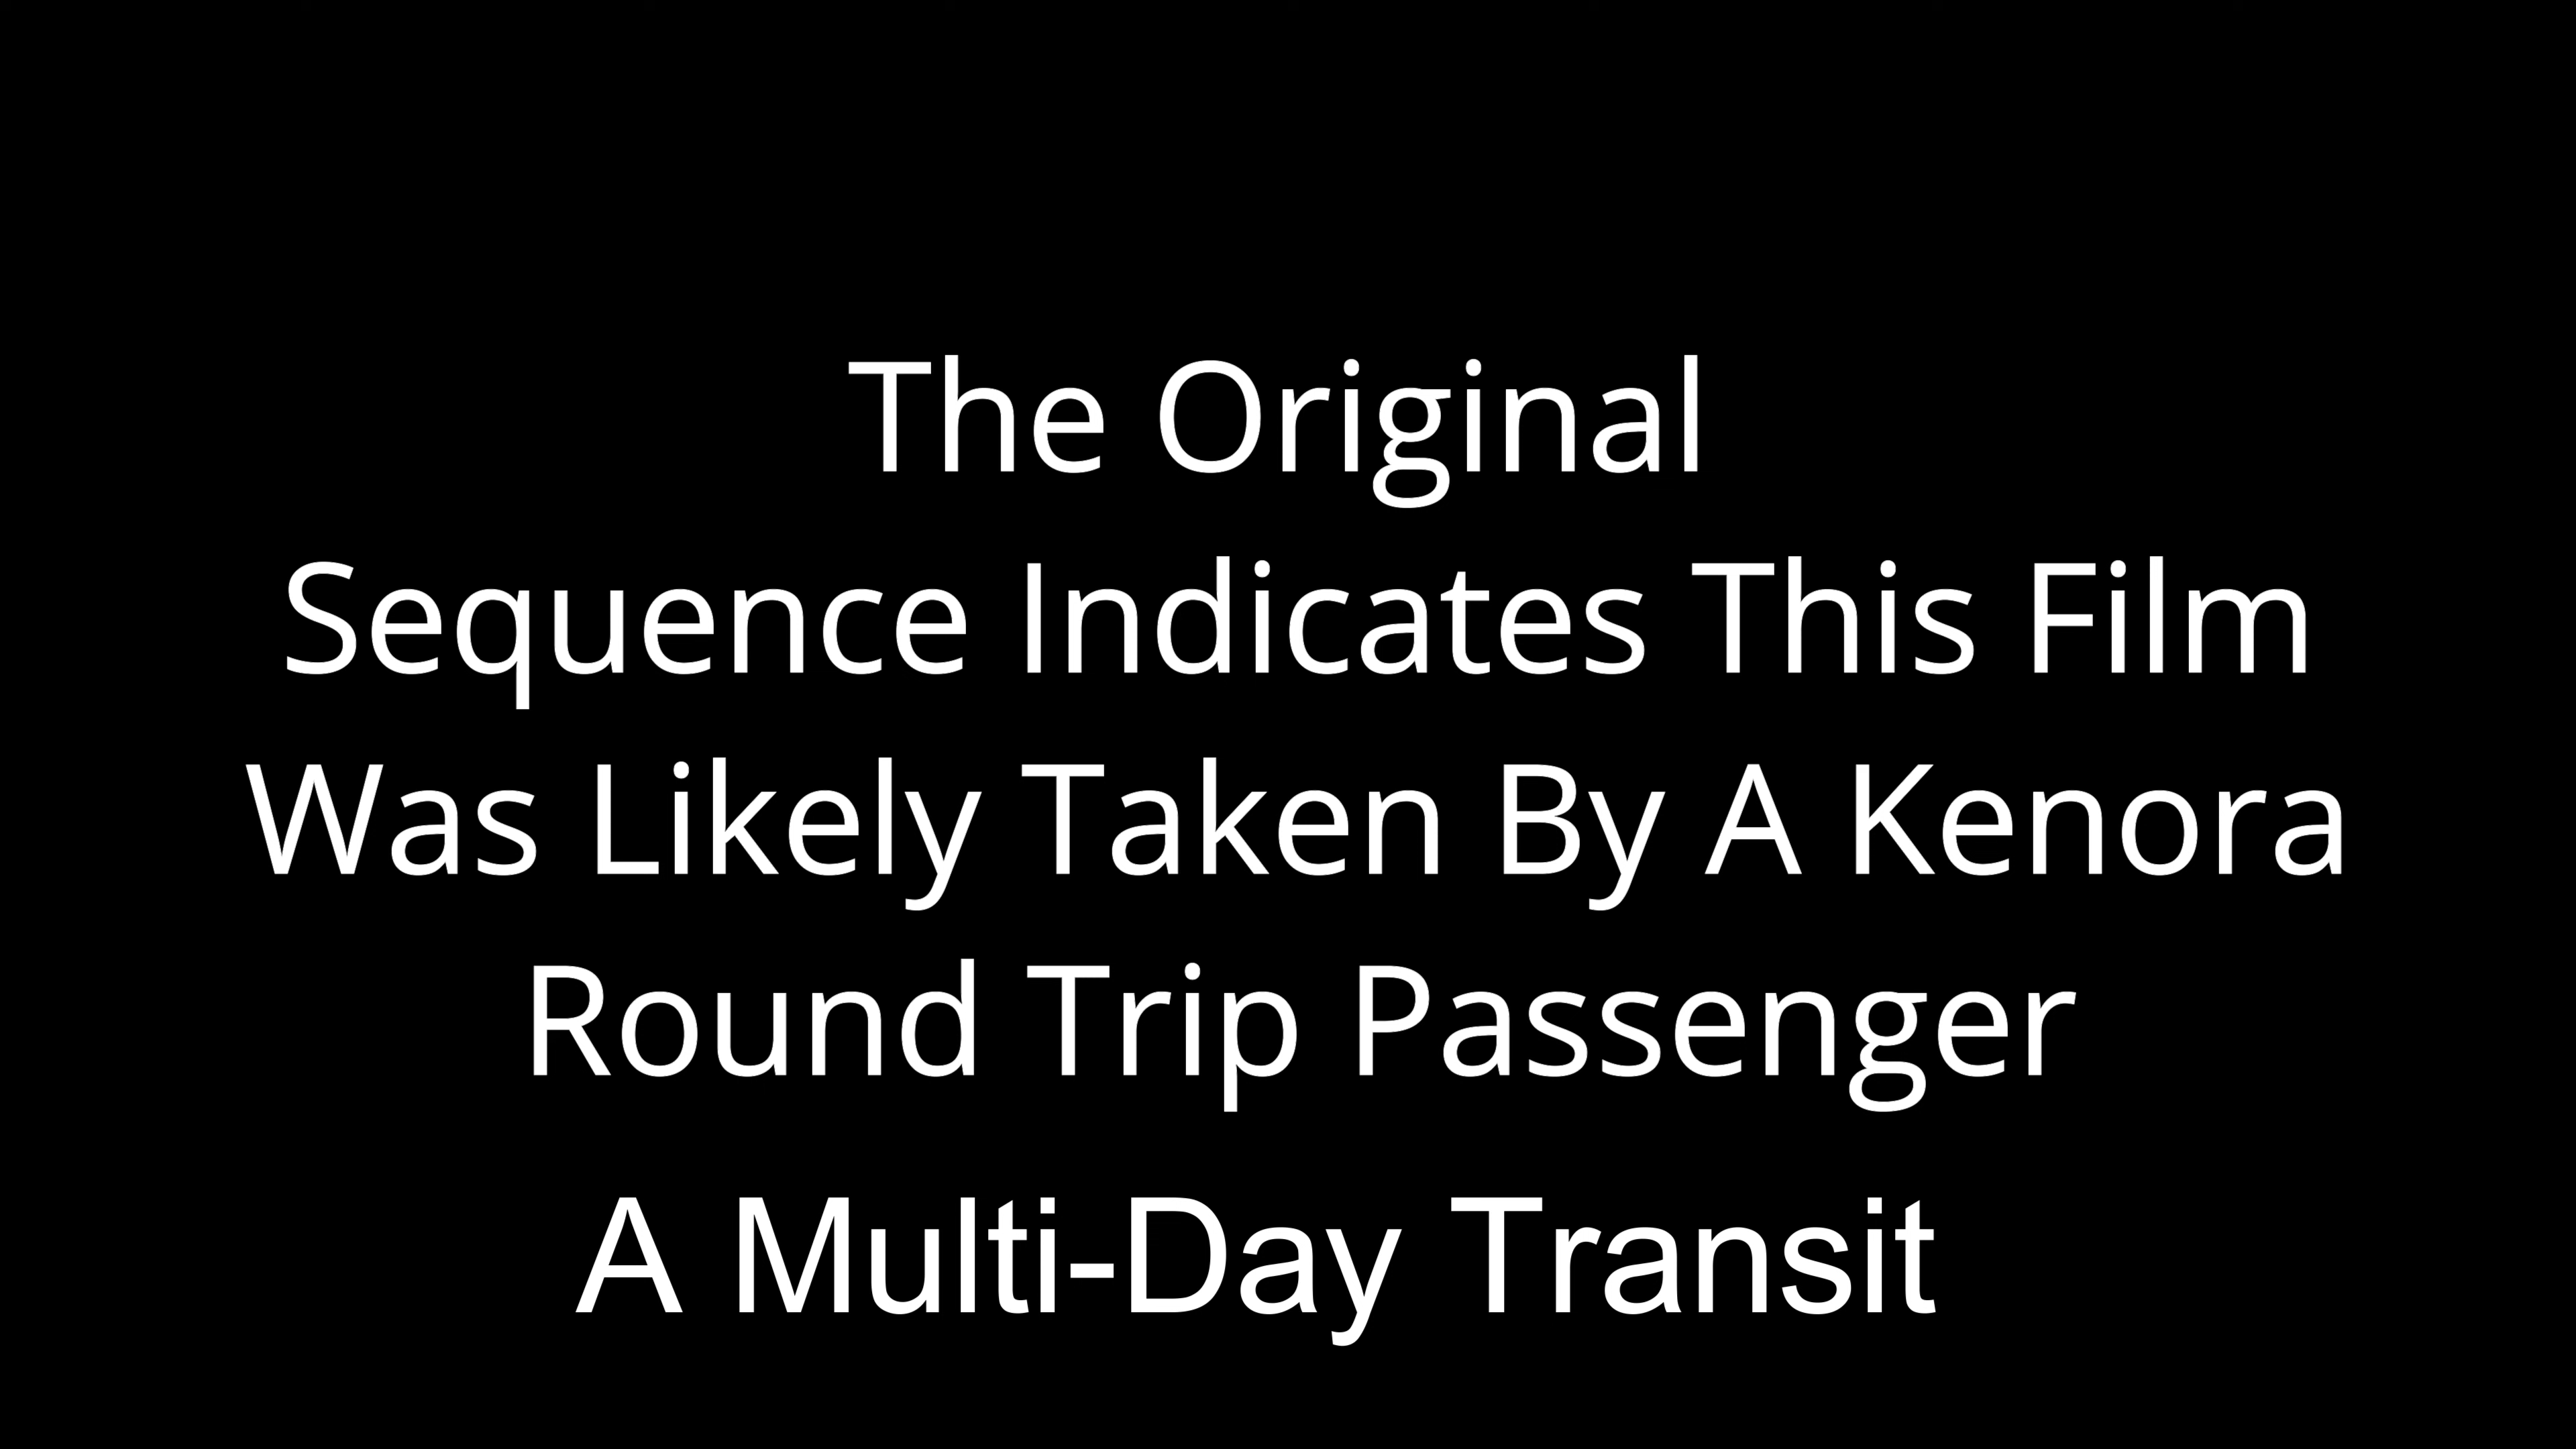 The Original
Sequence Indicates This Film
Was Likely Taken By A Kenora
Round Trip Passenger
A Multi-Day Transit